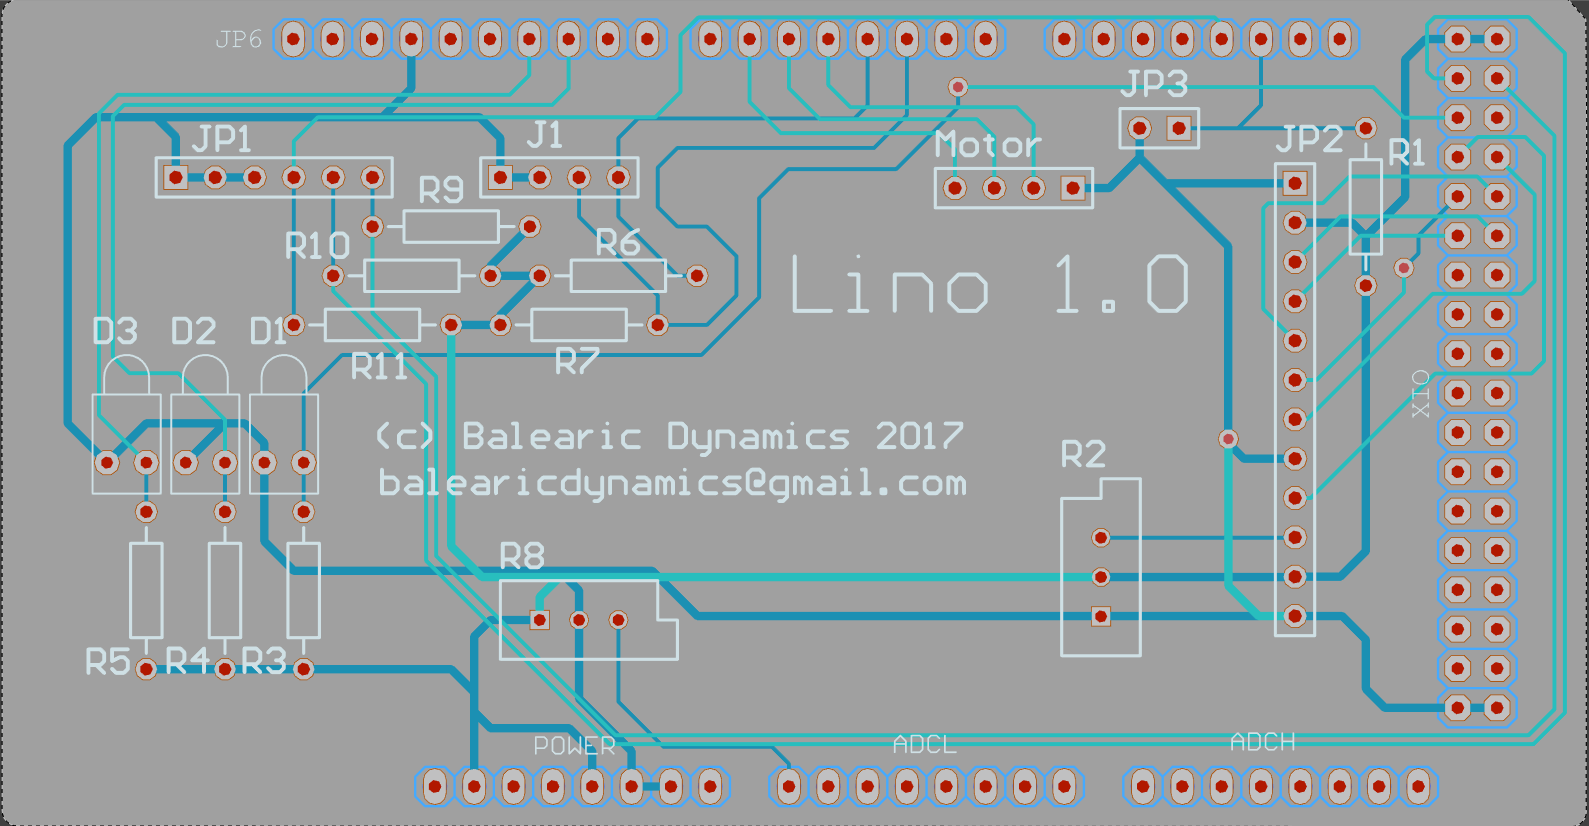 JP6
JP3
JP1
J1
Motor
JP2
R1
R9
R10
R6
Lino 1.0
D3
D2
D1
R11
R7
XIO
(c) Balearic Dynamics 2017
balearicdynamics@gmail.com
R2
R8
R5
R4
R3
POWER
ADCL
ADCH